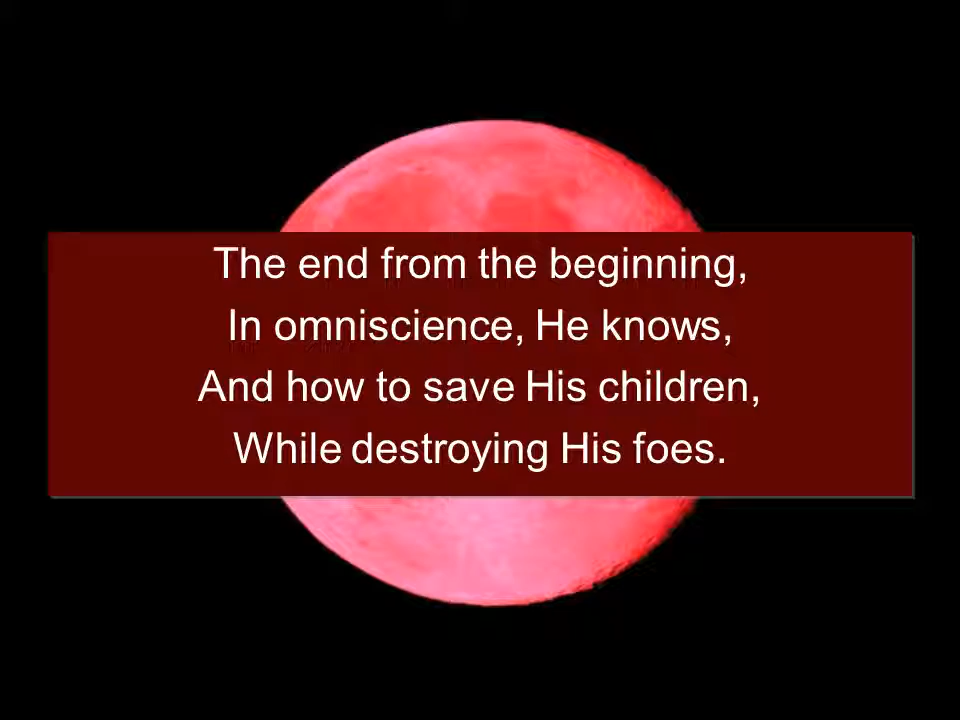 The end from the beginning,
In omniscience, He knows,
And how to save His children,
While destroying His foes.